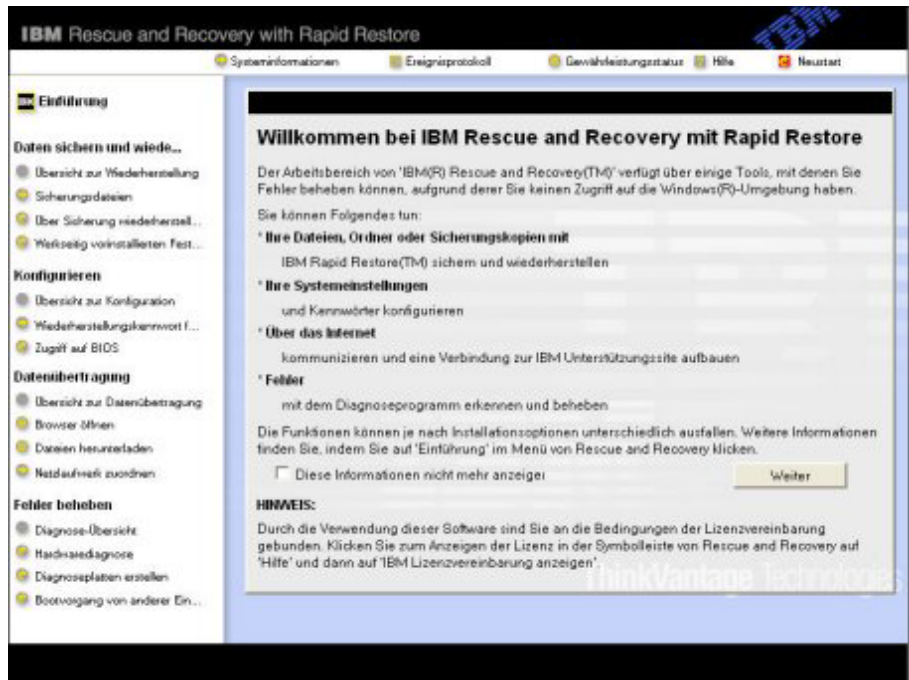 IBM Rescue and Recovery with Rapid Restore
IBM
Systeminformationen
Ereignisprotokoll
Gewährleistungsstatus
Hilfe
Neustart
Einführung
Daten sichern und wiede...
Übersicht zur Wiederherstellung
Sicherungsdateien
Über Sicherung wiederherstell...
Werkseitig vorinstallierten Fest...
Konfigurieren
Übersicht zur Konfiguration
Wiederherstellungskennwort f...
Zugriff auf BIOS
Datenübertragung
Übersicht zur Datenübertragung
Browser öffnen
Dateien herunterladen
Netzlaufwerk zuordnen
Fehler beheben
Diagnose-Übersicht
Hardwarediagnose
Diagnoseplatten erstellen
Bootvorgang von anderer Ein...
Willkommen bei IBM Rescue and Recovery mit Rapid Restore
Der Arbeitsbereich von 'IBM(R) Rescue and Recovery(TM)' verfügt über einige Tools, mit denen Sie
Fehler beheben können, aufgrund derer Sie keinen Zugriff auf die Windows(R)-Umgebung haben.
Sie können Folgendes tun:
* Ihre Dateien, Ordner oder Sicherungskopien mit
IBM Rapid Restore(TM) sichern und wiederherstellen
* Ihre Systemeinstellungen
und Kennwörter konfigurieren
* Über das Internet
kommunizieren und eine Verbindung zur IBM Unterstützungssite aufbauen
* Fehler
mit dem Diagnoseprogramm erkennen und beheben
Die Funktionen können je nach Installationsoptionen unterschiedlich ausfallen. Weitere Informationen
finden Sie, indem Sie auf 'Einführung' im Menü von Rescue and Recovery klicken.
Diese Informationen nicht mehr anzeigen
Weiter
HINWEIS:
Durch die Verwendung dieser Software sind Sie an die Bedingungen der Lizenzvereinbarung
gebunden. Klicken Sie zum Anzeigen der Lizenz in der Symbolleiste von Rescue and Recovery auf
'Hilfe' und dann auf 'IBM Lizenzvereinbarung anzeigen'.
ThinkVantage Technologies